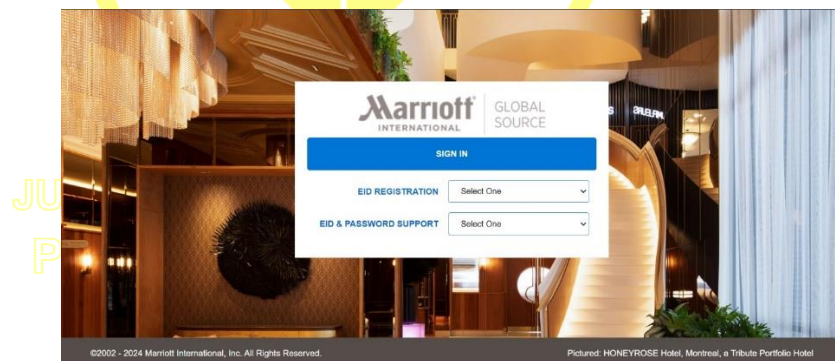 Marriott
INTERNATIONAL
GLOBAL
SOURCE
SIGN IN
EID REGISTRATION
Select One
EID & PASSWORD SUPPORT
Select One
JU
P
©2002 - 2024 Marriott International, Inc. All Rights Reserved.
Pictured: HONEYROSE Hotel, Montreal, a Tribute Portfolio Hotel